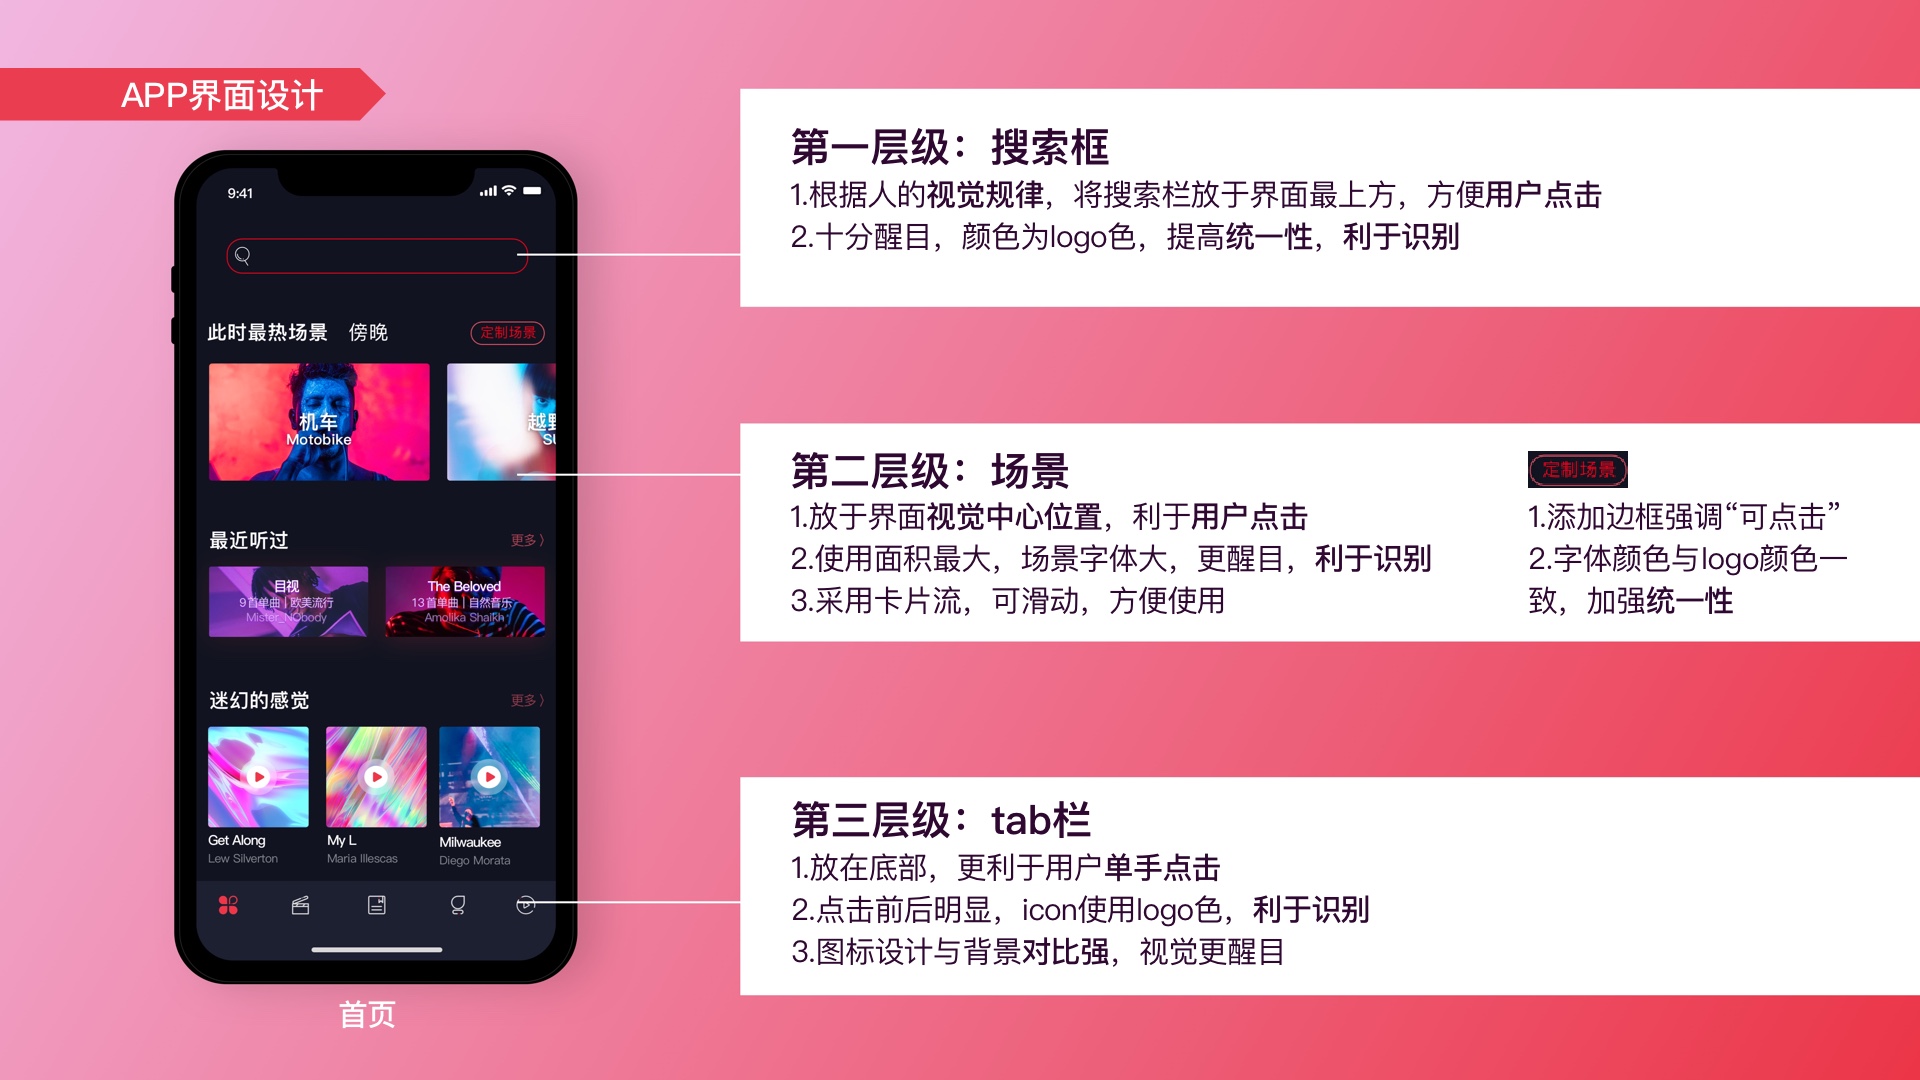 APP界面设计
9:41
此时最热场景 傍晚 定制场景
机车
Motobike
越野
SU
最近听过 更多
目视
9首单曲 | 欧美流行
Mister_NObody
The Beloved
13首单曲 | 自然音乐
Amolika Shaikh
迷幻的感觉 更多
Get Along
Lew Silverton
My L
Maria Illescas
Milwaukee
Diego Morata
首页
第一层级：搜索框
1.根据人的视觉规律，将搜索栏放于界面最上方，方便用户点击
2.十分醒目，颜色为logo色，提高统一性，利于识别
第二层级：场景
1.放于界面视觉中心位置，利于用户点击
2.使用面积最大，场景字体大，更醒目，利于识别
3.采用卡片流，可滑动，方便使用
定制场景
1.添加边框强调“可点击”
2.字体颜色与logo颜色一
致，加强统一性
第三层级：tab栏
1.放在底部，更利于用户单手点击
2.点击前后明显，icon使用logo色，利于识别
3.图标设计与背景对比强，视觉更醒目